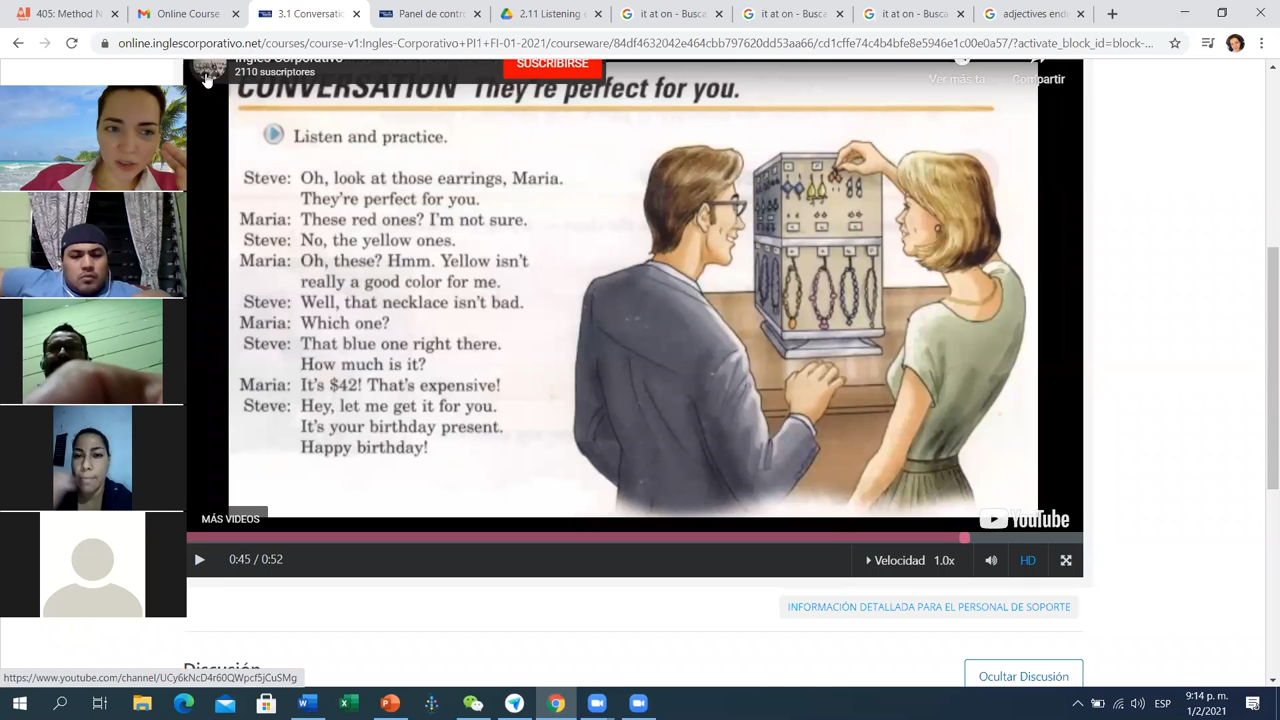 405: Method N
Online Course
3.1 Conversatio
Panel de contr
2.11 Listening e
it at on - Busca
it at on - Busca
it at on - Busca
adjectives endi
online.inglescorporativo.net/courses/course-v1:Ingles-Corporativo+PI1+FI-01-2021/courseware/84df4632042e464cbb797620dd53aa66/cd1cffe74c4b4bfe8e5946e1c00e0a57/?activate_block_id=block-...
Ingles Corporativo
2110 suscriptores
SUSCRIBIRSE
Ver más ta
Compartir
CONVERSATION They're perfect for you.
Listen and practice.
Steve: Oh, look at those earrings, Maria.
They're perfect for you.
Maria: These red ones? I'm not sure.
Steve: No, the yellow ones.
Maria: Oh, these? Hmm. Yellow isn't
really a good color for me.
Steve: Well, that necklace isn't bad.
Maria: Which one?
Steve: That blue one right there.
How much is it?
Maria: It's $42! That's expensive!
Steve: Hey, let me get it for you.
It's your birthday present.
Happy birthday!
MÁS VIDEOS
YouTube
0:45 / 0:52
Velocidad 1.0x
HD
INFORMACIÓN DETALLADA PARA EL PERSONAL DE SOPORTE
Discusión
Ocultar Discusión
https://www.youtube.com/channel/UCy6kNcD4r60QWpcf5jCuSMg
ESP
9:14 p. m.
1/2/2021